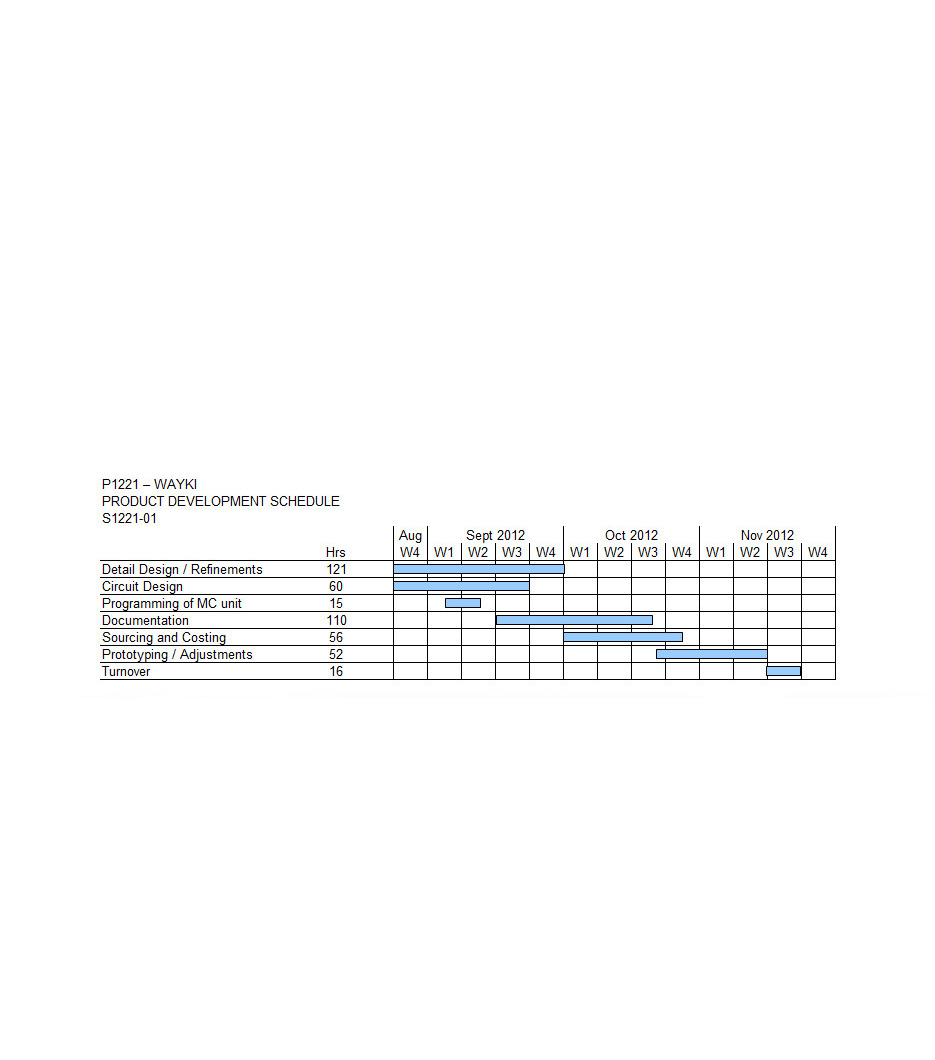 P1221 – WAYKI
PRODUCT DEVELOPMENT SCHEDULE
S1221-01
Aug Sept 2012 Oct 2012 Nov 2012
Hrs W4 W1 W2 W3 W4 W1 W2 W3 W4 W1 W2 W3 W4
Detail Design / Refinements 121
Circuit Design 60
Programming of MC unit 15
Documentation 110
Sourcing and Costing 56
Prototyping / Adjustments 52
Turnover 16